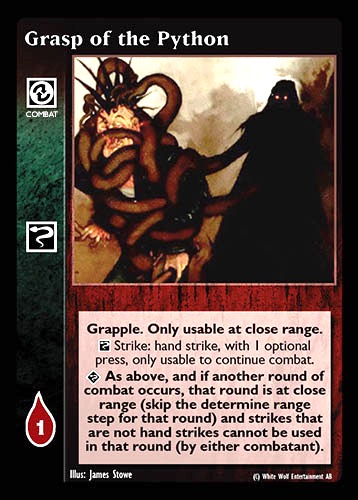 Grasp of the Python
COMBAT
Grapple. Only usable at close range.
Strike: hand strike, with 1 optional
press, only usable to continue combat.
As above, and if another round of
combat occurs, that round is at close
range (skip the determine range
step for that round) and strikes that
are not hand strikes cannot be used
in that round (by either combatant).
1
Illus: James Stowe
(C) White Wolf Entertainment AB